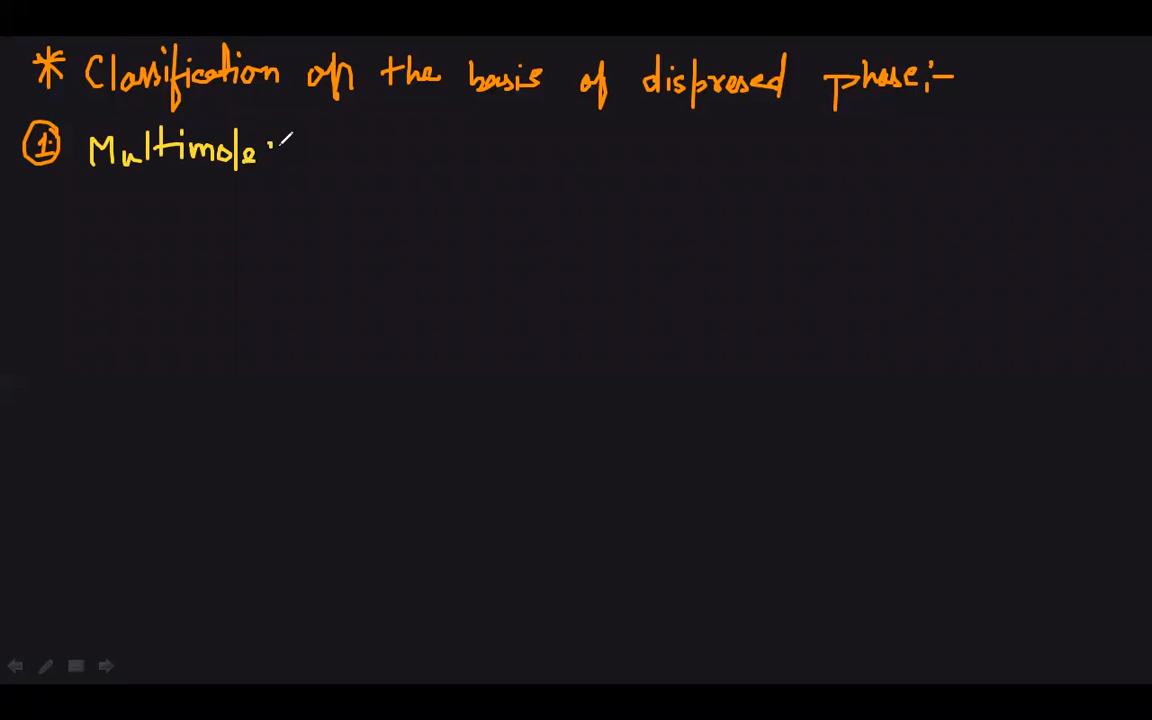 * Classification on the basis of dispresed phase:-
1. Multimole